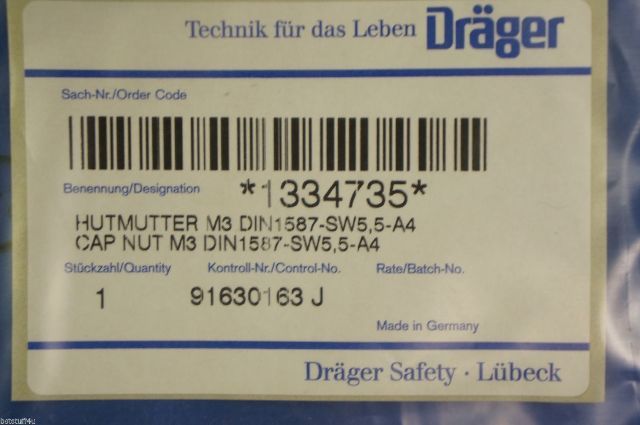 Technik für das Leben Dräger
Sach-Nr./Order Code
Benennung/Designation *1334735*
HUTMUTTER M3 DIN1587-SW5,5-A4
CAP NUT M3 DIN1587-SW5,5-A4
Stückzahl/Quantity Kontroll-Nr./Control-No. Rate/Batch-No.
1 91630163 J
Made in Germany
Dräger Safety · Lübeck
botstuff4u